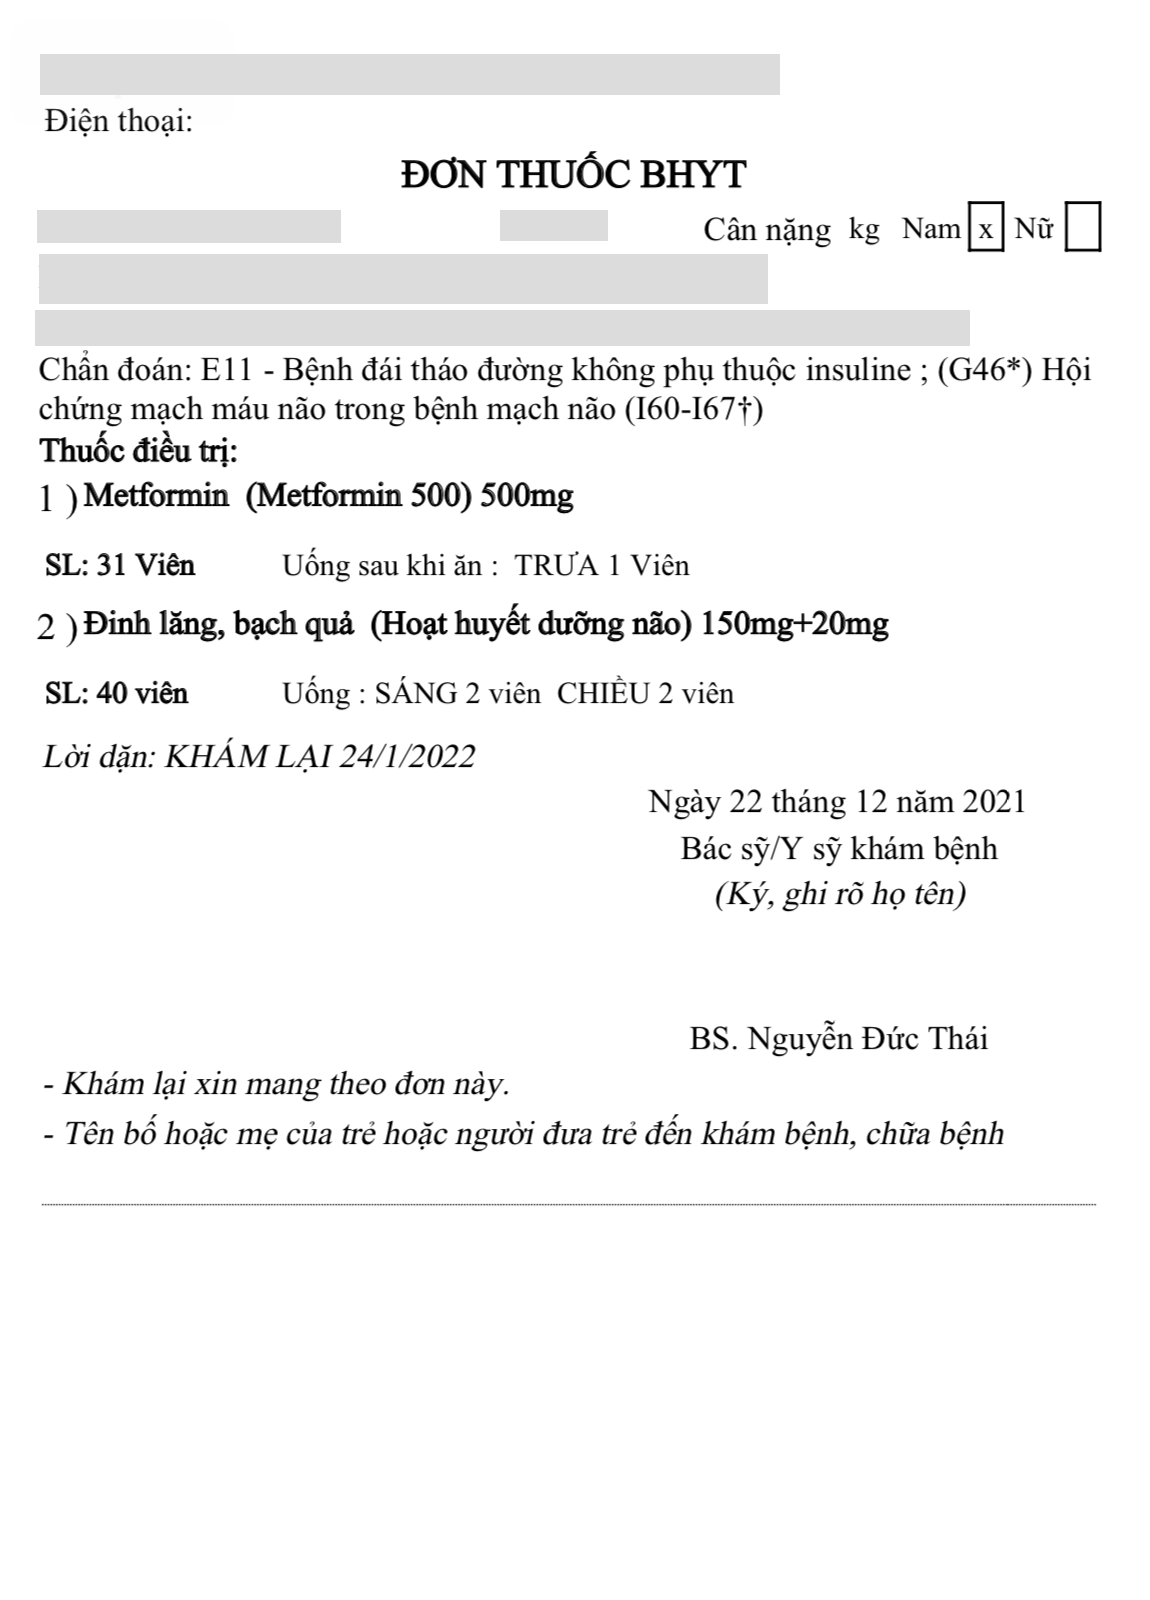 Điện thoại:
ĐƠN THUỐC BHYT
Cân nặng kg Nam x Nữ
Chẩn đoán: E11 - Bệnh đái tháo đường không phụ thuộc insuline ; (G46*) Hội
chứng mạch máu não trong bệnh mạch não (I60-I67†)
Thuốc điều trị:
1 ) Metformin (Metformin 500) 500mg
SL: 31 Viên Uống sau khi ăn : TRƯA 1 Viên
2 ) Đinh lăng, bạch quả (Hoạt huyết dưỡng não) 150mg+20mg
SL: 40 viên Uống : SÁNG 2 viên CHIỀU 2 viên
Lời dặn: KHÁM LẠI 24/1/2022
Ngày 22 tháng 12 năm 2021
Bác sỹ/Y sỹ khám bệnh
(Ký, ghi rõ họ tên)
BS. Nguyễn Đức Thái
- Khám lại xin mang theo đơn này.
- Tên bố hoặc mẹ của trẻ hoặc người đưa trẻ đến khám bệnh, chữa bệnh